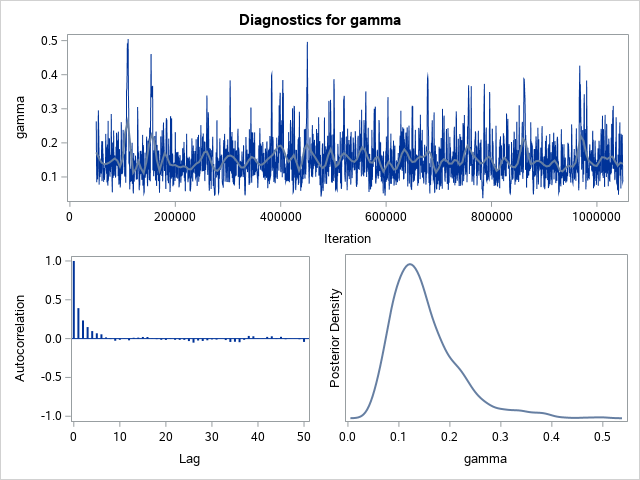 Diagnostics for gamma
0.5
0.4
0.3
0.2
0.1
gamma
0 200000 400000 600000 800000 1000000
Iteration
1.0
0.5
0.0
-0.5
-1.0
Autocorrelation
0 10 20 30 40 50
Lag
Posterior Density
0.0 0.1 0.2 0.3 0.4 0.5
gamma